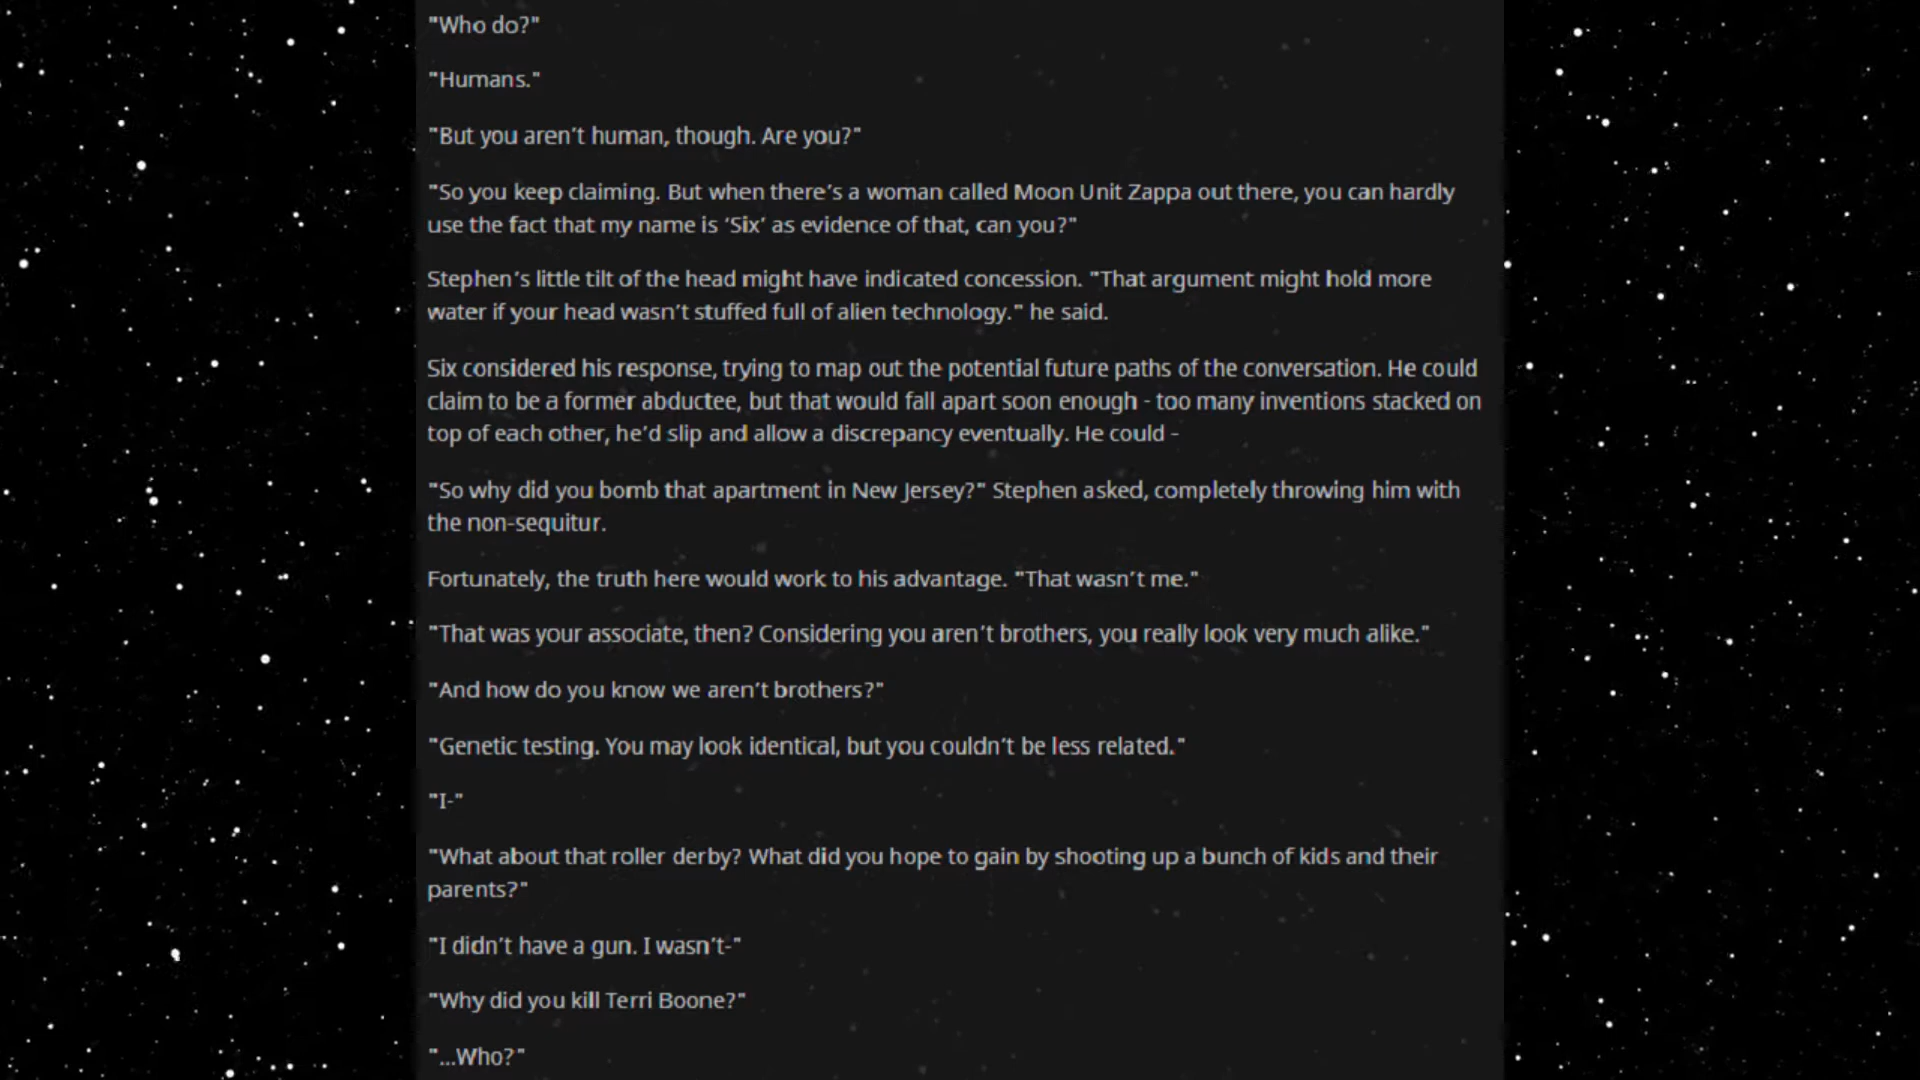 "Who do?"
"Humans."
"But you aren't human, though. Are you?"
"So you keep claiming. But when there's a woman called Moon Unit Zappa out there, you can hardly
use the fact that my name is 'Six' as evidence of that, can you?"
Stephen's little tilt of the head might have indicated concession. "That argument might hold more
water if your head wasn't stuffed full of alien technology." he said.
Six considered his response, trying to map out the potential future paths of the conversation. He could
claim to be a former abductee, but that would fall apart soon enough - too many inventions stacked on
top of each other, he'd slip and allow a discrepancy eventually. He could -
"So why did you bomb that apartment in New Jersey?" Stephen asked, completely throwing him with
the non-sequitur.
Fortunately, the truth here would work to his advantage. "That wasn't me."
"That was your associate, then? Considering you aren't brothers, you really look very much alike."
"And how do you know we aren't brothers?"
"Genetic testing. You may look identical, but you couldn't be less related."
"I-"
"What about that roller derby? What did you hope to gain by shooting up a bunch of kids and their
parents?"
"I didn't have a gun. I wasn't-"
"Why did you kill Terri Boone?"
"...Who?"